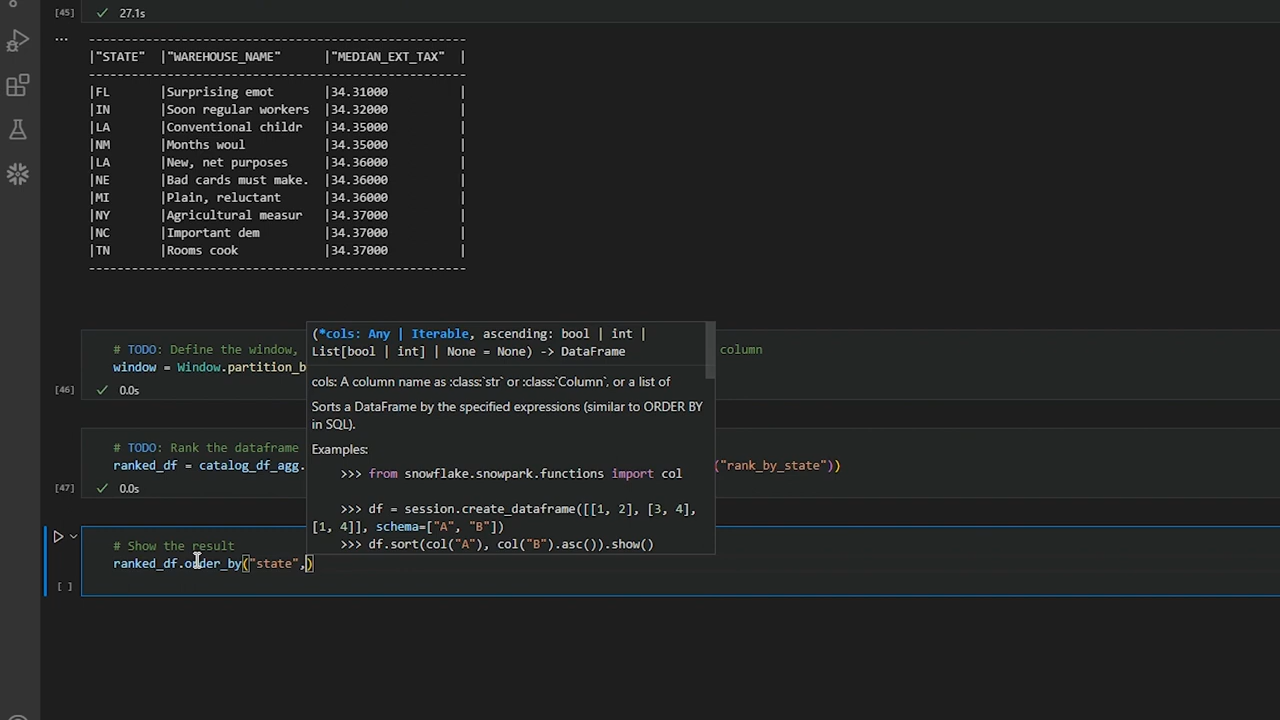 [45] ✓ 27.1s
...
-----------------------------------------------------
|"STATE" |"WAREHOUSE_NAME" |"MEDIAN_EXT_TAX" |
-----------------------------------------------------
|FL |Surprising emot |34.31000 |
|IN |Soon regular workers |34.32000 |
|LA |Conventional childr |34.35000 |
|NM |Months woul |34.35000 |
|LA |New, net purposes |34.36000 |
|NE |Bad cards must make. |34.36000 |
|MI |Plain, reluctant |34.36000 |
|NY |Agricultural measur |34.37000 |
|NC |Important dem |34.37000 |
|TN |Rooms cook |34.37000 |
-----------------------------------------------------
(*cols: Any | Iterable, ascending: bool | int |
List[bool | int] | None = None) -> DataFrame
cols: A column name as :class:`str` or :class:`Column`, or a list of
Sorts a DataFrame by the specified expressions (similar to ORDER BY
in SQL).
Examples:
>>> from snowflake.snowpark.functions import col
>>> df = session.create_dataframe([[1, 2], [3, 4],
[1, 4]], schema=["A", "B"])
>>> df.sort(col("A"), col("B").asc()).show()
# TODO: Define the window, column
window = Window.partition_b
[46] ✓ 0.0s
# TODO: Rank the dataframe
ranked_df = catalog_df_agg. ("rank_by_state"))
[47] ✓ 0.0s
# Show the result
ranked_df.order_by("state",)
[ ]